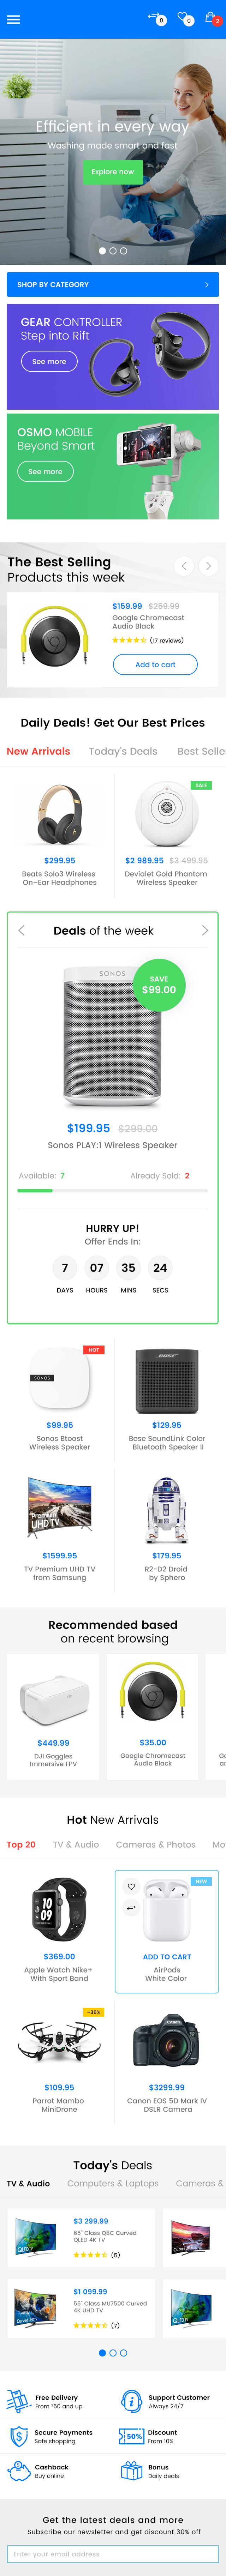 0
0
2
Efficient in every way
Washing made smart and fast
Explore now
SHOP BY CATEGORY
GEAR CONTROLLER
Step into Rift
See more
OSMO MOBILE
Beyond Smart
See more
The Best Selling
Products this week
$159.99 $259.99
Google Chromecast
Audio Black
(17 reviews)
Add to cart
Daily Deals! Get Our Best Prices
New Arrivals Today's Deals Best Selle
SALE
$299.95
Beats Solo3 Wireless
On-Ear Headphones
$2 989.95 $3 499.95
Devialet Gold Phantom
Wireless Speaker
Deals of the week
SONOS
SAVE
$99.00
$199.95 $299.00
Sonos PLAY:1 Wireless Speaker
Available: 7
Already Sold: 2
HURRY UP!
Offer Ends In:
7 07 35 24
DAYS HOURS MINS SECS
HOT
SONOS
BOSE
$99.95
Sonos Btoost
Wireless Speaker
$129.95
Bose SoundLink Color
Bluetooth Speaker II
Premium
UHD TV
$1599.95
TV Premium UHD TV
from Samsung
$179.95
R2-D2 Droid
by Sphero
Recommended based
on recent browsing
$449.99
DJI Goggles
Immersive FPV
$35.00
Google Chromecast
Audio Black
Hot New Arrivals
Top 20 TV & Audio Cameras & Photos Mo
NEW
10
09
$369.00
Apple Watch Nike+
With Sport Band
ADD TO CART
AirPods
White Color
-35%
$109.95
Parrot Mambo
MiniDrone
$3299.99
Canon EOS 5D Mark IV
DSLR Camera
Today's Deals
TV & Audio Computers & Laptops Cameras &
$3 299.99
65" Class Q8C Curved
QLED 4K TV
(5)
$1 099.99
55" Class MU7500 Curved
4K UHD TV
(7)
Free Delivery
From $50 and up
Support Customer
Always 24/7
Secure Payments
Safe shopping
50%
Discount
From 10%
Cashback
Buy online
Bonus
Daily deals
Get the latest deals and more
Subscribe our newsletter and get discount 30% off
Enter your email address